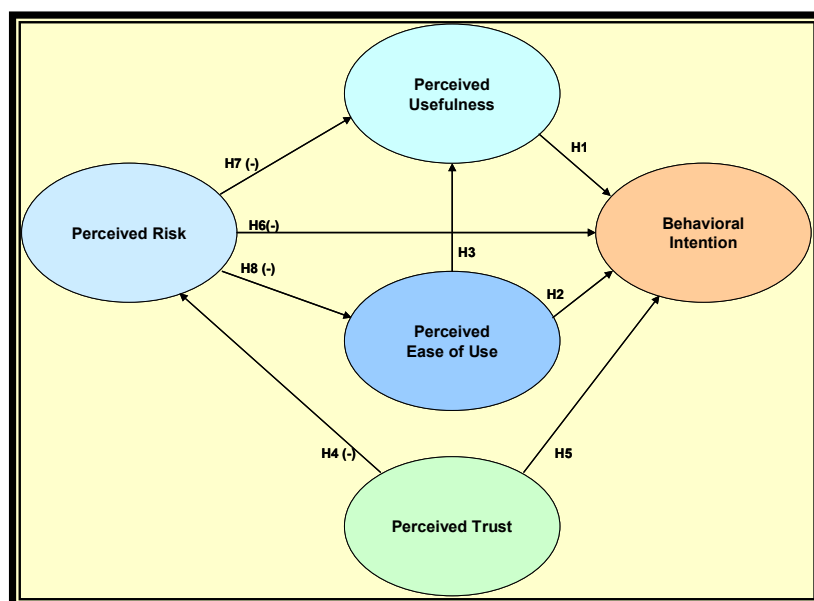 Perceived
Usefulness
H7 (-)
H1
Perceived Risk
H6(-)
Behavioral
Intention
H3
H8 (-)
H2
Perceived
Ease of Use
H4 (-)
H5
Perceived Trust